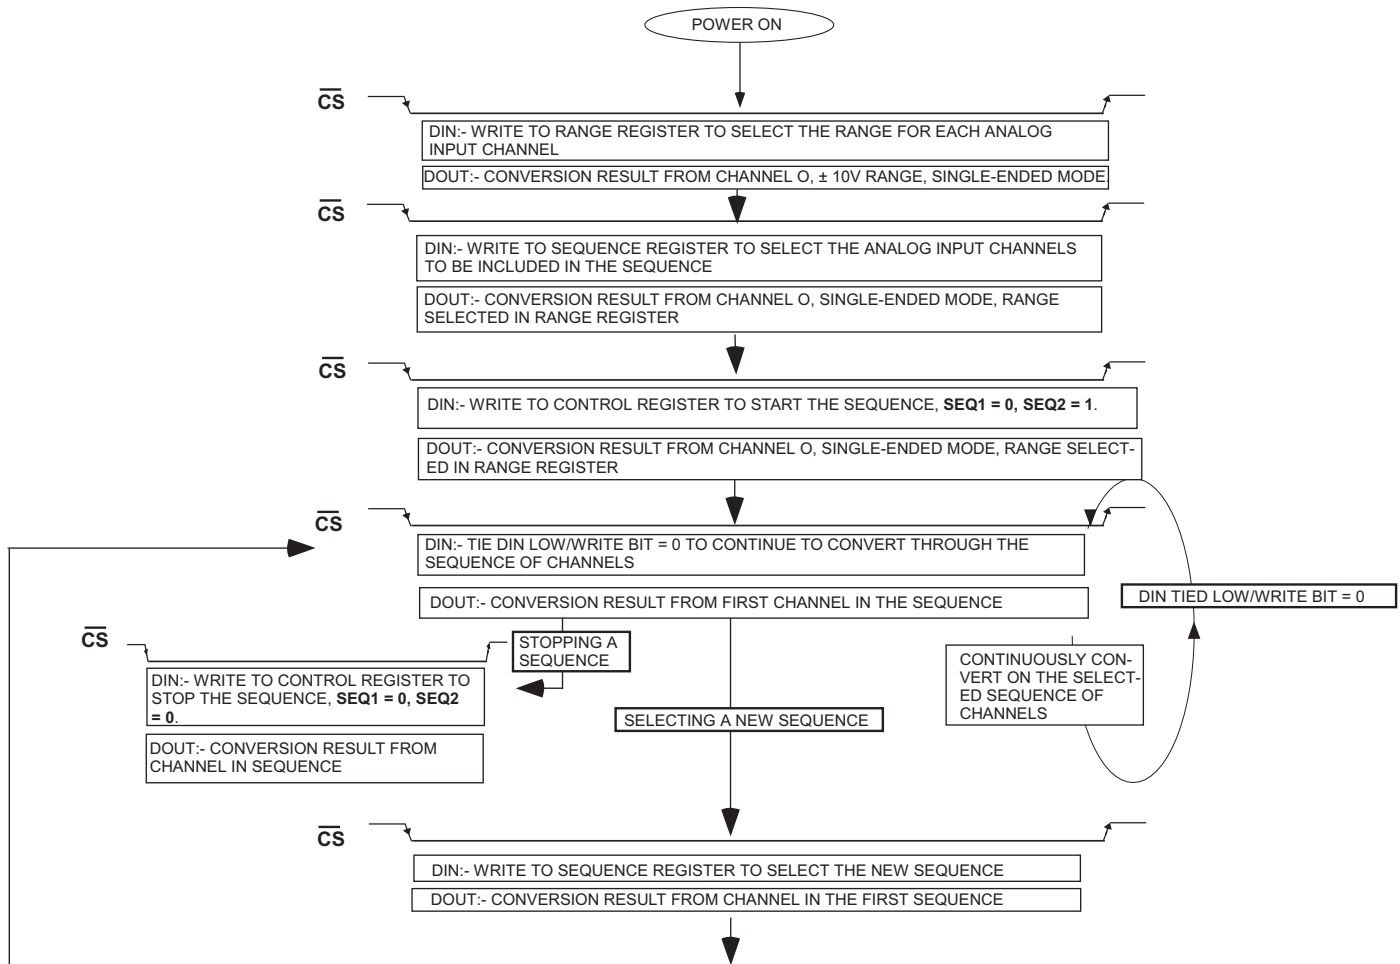 POWER ON
CS
DIN:- WRITE TO RANGE REGISTER TO SELECT THE RANGE FOR EACH ANALOG
INPUT CHANNEL
DOUT:- CONVERSION RESULT FROM CHANNEL O, ± 10V RANGE, SINGLE-ENDED MODE.
CS
DIN:- WRITE TO SEQUENCE REGISTER TO SELECT THE ANALOG INPUT CHANNELS
TO BE INCLUDED IN THE SEQUENCE
DOUT:- CONVERSION RESULT FROM CHANNEL O, SINGLE-ENDED MODE, RANGE
SELECTED IN RANGE REGISTER
CS
DIN:- WRITE TO CONTROL REGISTER TO START THE SEQUENCE, SEQ1 = 0, SEQ2 = 1.
DOUT:- CONVERSION RESULT FROM CHANNEL O, SINGLE-ENDED MODE, RANGE SELECT-
ED IN RANGE REGISTER
CS
DIN:- TIE DIN LOW/WRITE BIT = 0 TO CONTINUE TO CONVERT THROUGH THE
SEQUENCE OF CHANNELS
DOUT:- CONVERSION RESULT FROM FIRST CHANNEL IN THE SEQUENCE
DIN TIED LOW/WRITE BIT = 0
CS
STOPPING A
SEQUENCE
DIN:- WRITE TO CONTROL REGISTER TO
STOP THE SEQUENCE, SEQ1 = 0, SEQ2
= 0.
DOUT:- CONVERSION RESULT FROM
CHANNEL IN SEQUENCE
SELECTING A NEW SEQUENCE
CONTINUOUSLY CON-
VERT ON THE SELECT-
ED SEQUENCE OF
CHANNELS
CS
DIN:- WRITE TO SEQUENCE REGISTER TO SELECT THE NEW SEQUENCE
DOUT:- CONVERSION RESULT FROM CHANNEL IN THE FIRST SEQUENCE